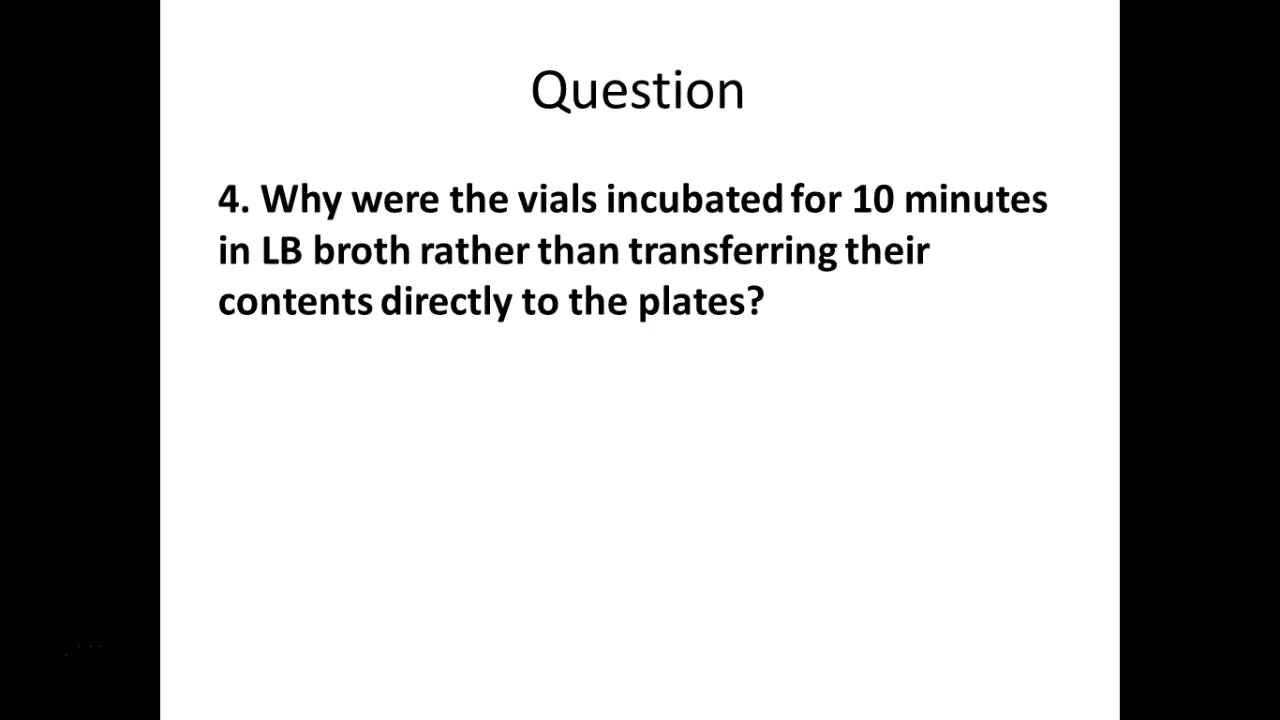 Question
4. Why were the vials incubated for 10 minutes
in LB broth rather than transferring their
contents directly to the plates?